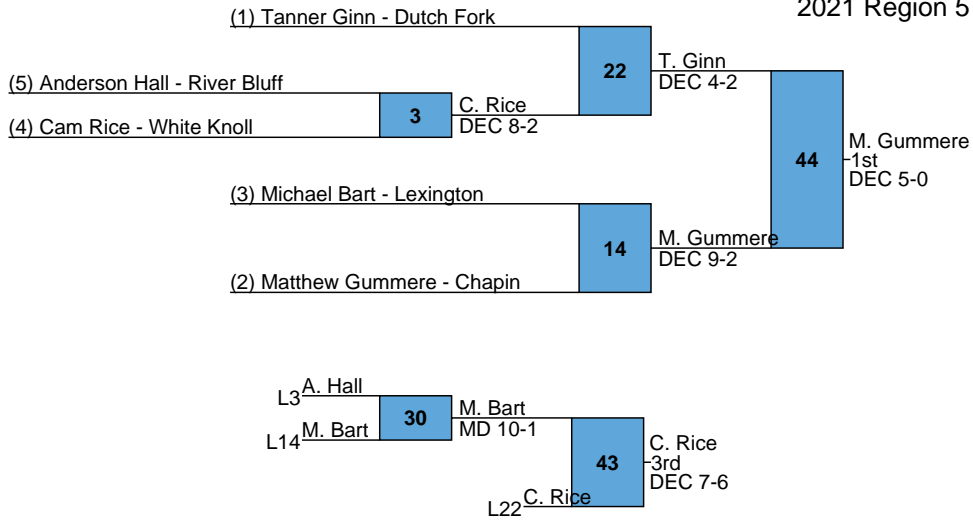 2021 Region 5
(1) Tanner Ginn - Dutch Fork
22
T. Ginn
DEC 4-2
(5) Anderson Hall - River Bluff
3
C. Rice
DEC 8-2
(4) Cam Rice - White Knoll
44
M. Gummere
1st
DEC 5-0
(3) Michael Bart - Lexington
14
M. Gummere
DEC 9-2
(2) Matthew Gummere - Chapin
L3 A. Hall
30
M. Bart
MD 10-1
L14 M. Bart
43
C. Rice
3rd
DEC 7-6
L22 C. Rice